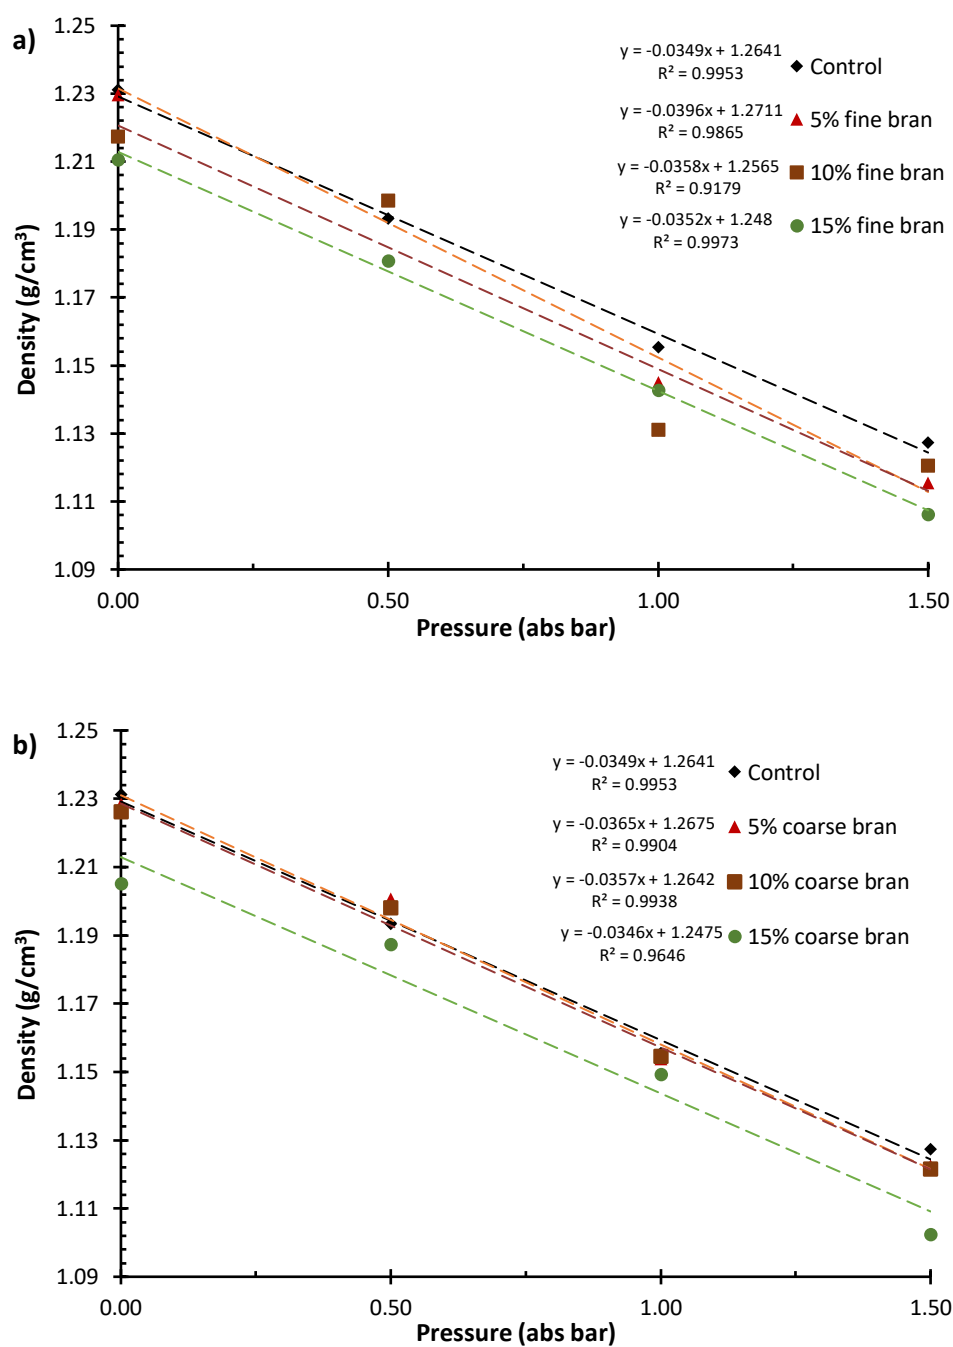 a)
1.25
1.23
1.21
1.19
1.17
1.15
1.13
1.11
1.09
Density (g/cm³)
0.00 0.50 1.00 1.50
Pressure (abs bar)
y = -0.0349x + 1.2641
R² = 0.9953
Control
y = -0.0396x + 1.2711
R² = 0.9865
5% fine bran
y = -0.0358x + 1.2565
R² = 0.9179
10% fine bran
y = -0.0352x + 1.248
R² = 0.9973
15% fine bran
b)
1.25
1.23
1.21
1.19
1.17
1.15
1.13
1.11
1.09
Density (g/cm³)
0.00 0.50 1.00 1.50
Pressure (abs bar)
y = -0.0349x + 1.2641
R² = 0.9953
Control
y = -0.0365x + 1.2675
R² = 0.9904
5% coarse bran
y = -0.0357x + 1.2642
R² = 0.9938
10% coarse bran
y = -0.0346x + 1.2475
R² = 0.9646
15% coarse bran